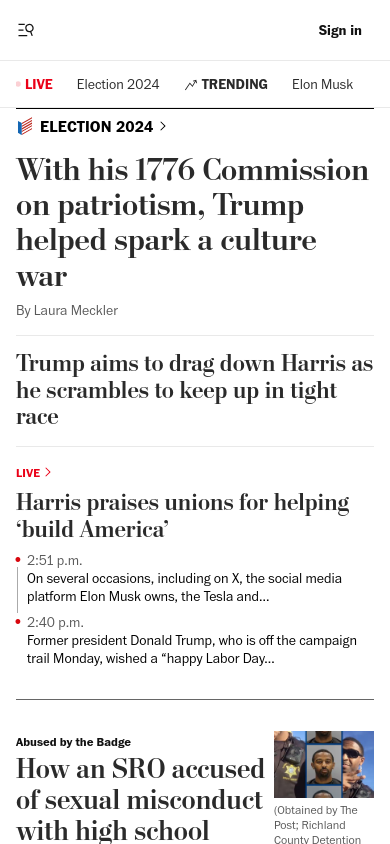 Sign in
LIVE Election 2024 TRENDING Elon Musk
ELECTION 2024
With his 1776 Commission
on patriotism, Trump
helped spark a culture
war
By Laura Meckler
Trump aims to drag down Harris as
he scrambles to keep up in tight
race
LIVE
Harris praises unions for helping
‘build America’
2:51 p.m.
On several occasions, including on X, the social media
platform Elon Musk owns, the Tesla and...
2:40 p.m.
Former president Donald Trump, who is off the campaign
trail Monday, wished a “happy Labor Day...
Abused by the Badge
How an SRO accused
of sexual misconduct
with high school
(Obtained by The
Post; Richland
County Detention